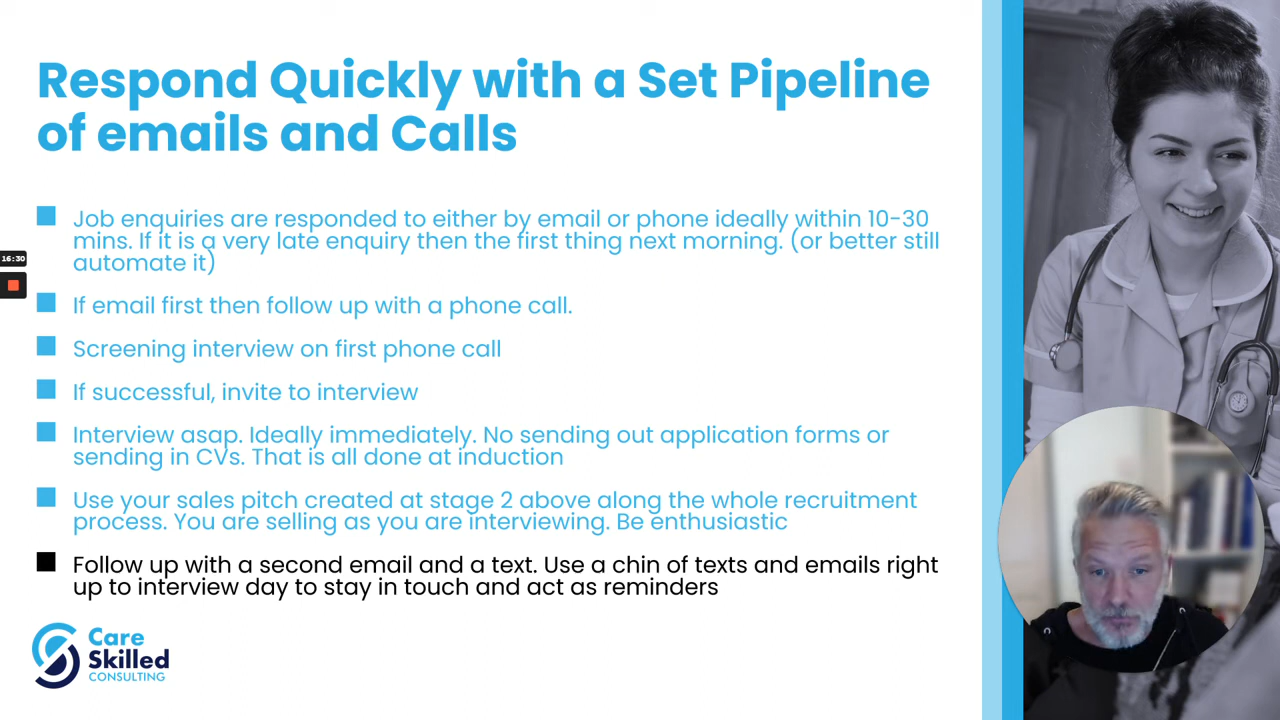 Respond Quickly with a Set Pipeline
of emails and Calls
Job enquiries are responded to either by email or phone ideally within 10-30
mins. If it is a very late enquiry then the first thing next morning. (or better still
automate it)
16:30
If email first then follow up with a phone call.
Screening interview on first phone call
If successful, invite to interview
Interview asap. Ideally immediately. No sending out application forms or
sending in CVs. That is all done at induction
Use your sales pitch created at stage 2 above along the whole recruitment
process. You are selling as you are interviewing. Be enthusiastic
Follow up with a second email and a text. Use a chin of texts and emails right
up to interview day to stay in touch and act as reminders
Care
Skilled
CONSULTING